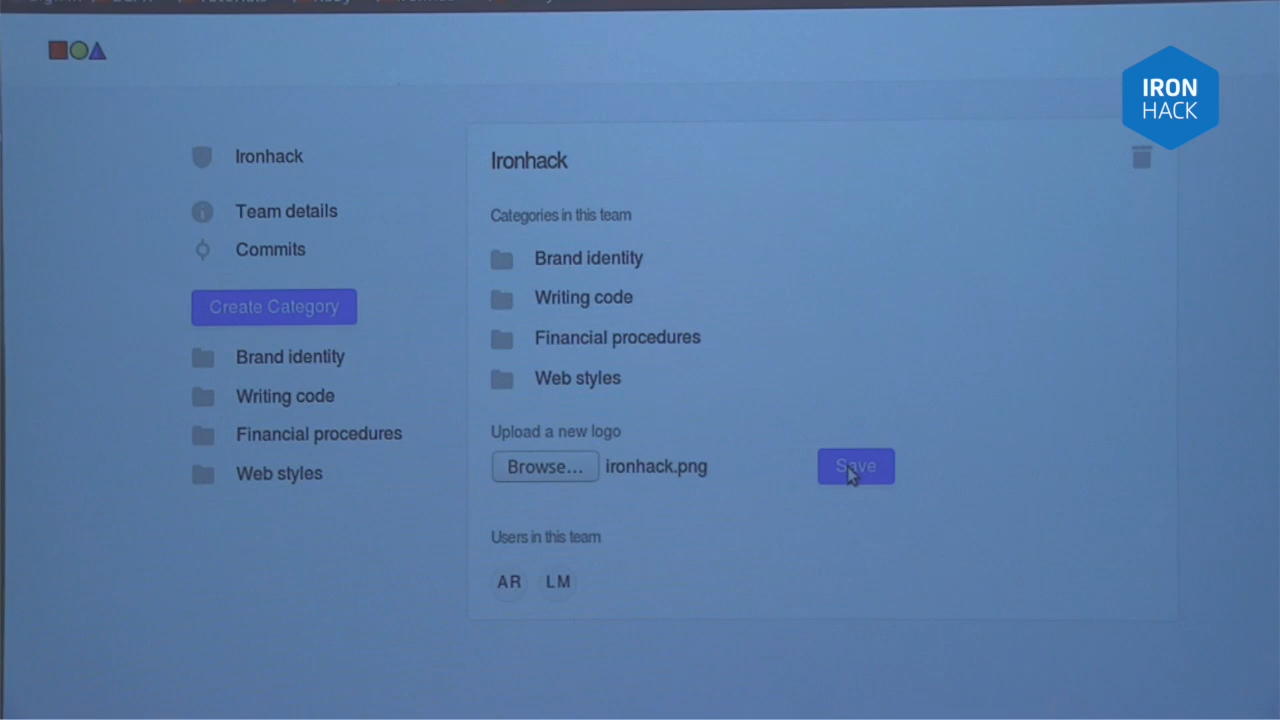 IRON
HACK
Ironhack
Team details
Commits
Create Category
Brand identity
Writing code
Financial procedures
Web styles
Ironhack
Categories in this team
Brand identity
Writing code
Financial procedures
Web styles
Upload a new logo
Browse... ironhack.png
Save
Users in this team
AR LM